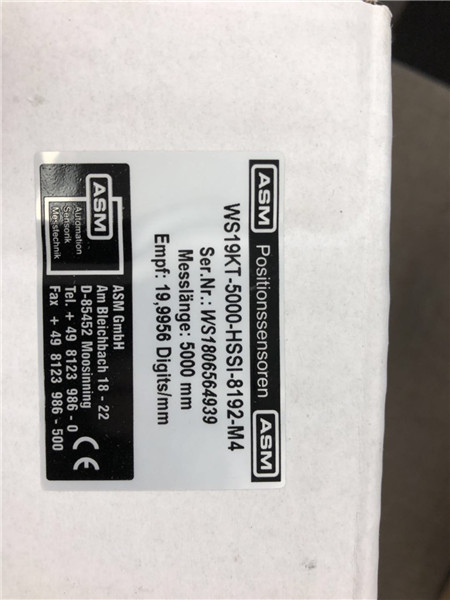 ASM Positionssensoren ASM
WS19KT-5000-HSSI-8192-M4
Ser.Nr.: WS1806564939
Messlänge: 5000 mm
Empf: 19,9956 Digits/mm
ASM
Automation
Sensorik
Messtechnik
ASM GmbH
Am Bleichbach 18 - 22
D-85452 Moosinning
Tel. + 49 8123 986 - 0
Fax + 49 8123 986 - 500
CE